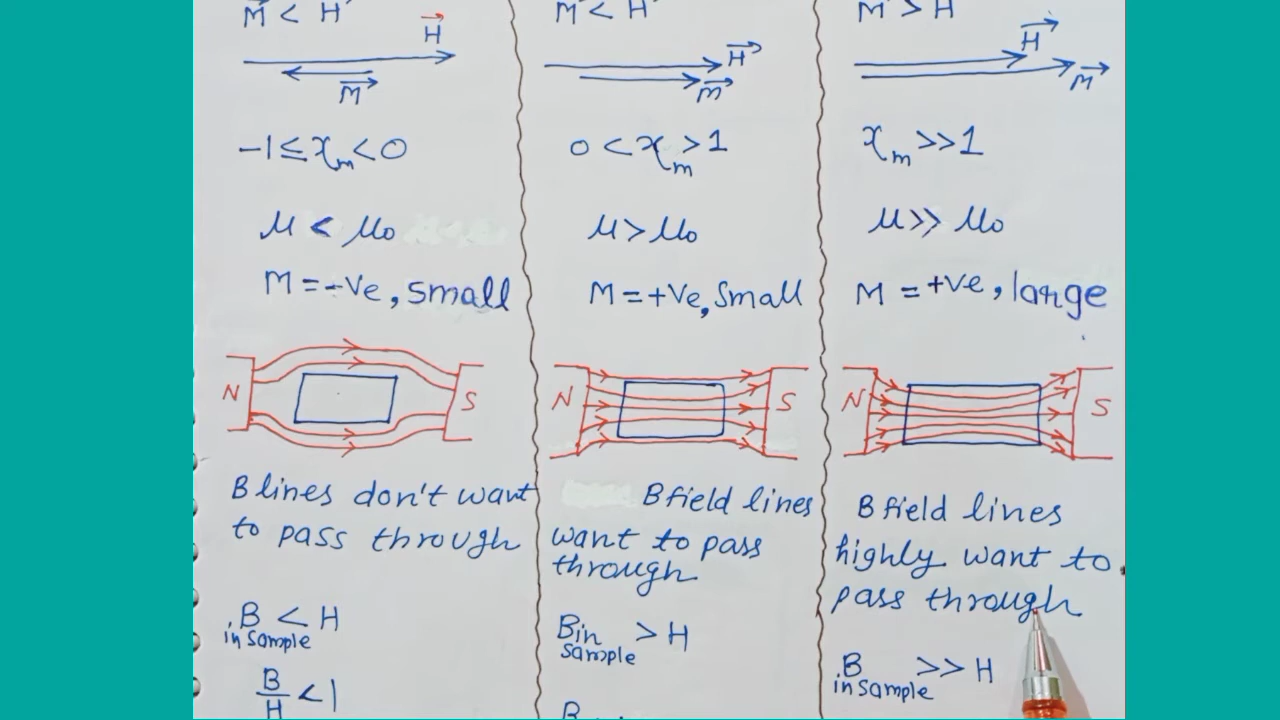 M⃗ < H⃗
H⃗
M⃗
-1 ≤ χm < 0
μ < μ0
M = -ve, small
N
S
B lines don't want
to pass through
B < H
in sample
B/H < 1
M⃗ < H⃗
H⃗
M⃗
0 < χm > 1
μ > μ0
M = +ve, small
N
S
B field lines
want to pass
through
Bin > H
sample
B
M⃗ > H⃗
H⃗
M⃗
χm >> 1
μ >> μ0
M = +ve, large
N
S
B field lines
highly want to
pass through
B >> H
in sample